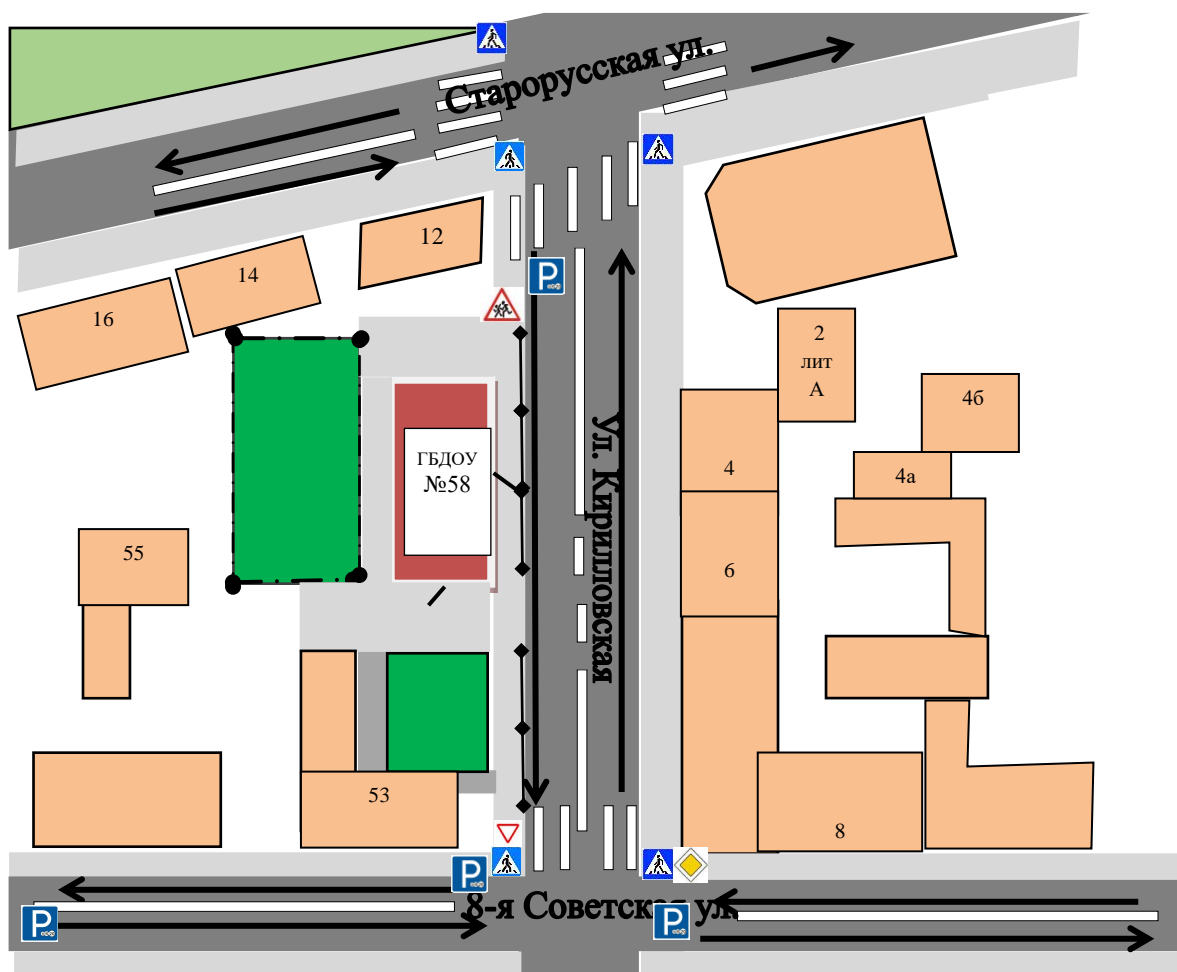 Старорусская ул.
12
14
16
2
лит
А
4б
4
4а
ГБДОУ
№58
Ул. Кирилловская
55
6
53
8
8-я Советская ул.
P
P
P
P